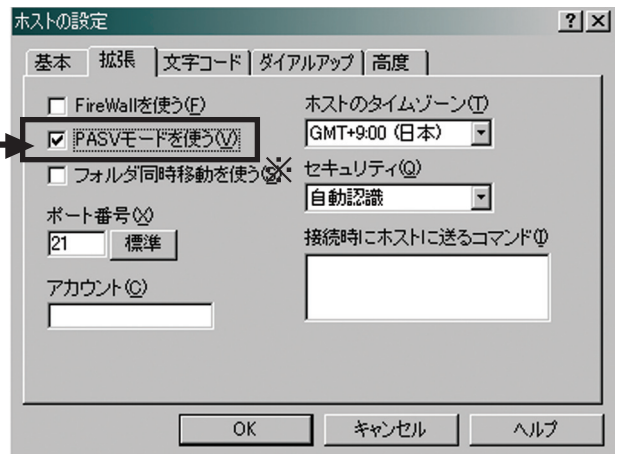 ホストの設定
基本 拡張 文字コード ダイアルアップ 高度
FireWallを使う(F)
PASVモードを使う(V)
フォルダ同時移動を使う ※
ポート番号(X)
21 標準
アカウント(C)
ホストのタイムゾーン(T)
GMT+9:00 (日本)
セキュリティ(Q)
自動認識
接続時にホストに送るコマンド(I)
OK キャンセル ヘルプ